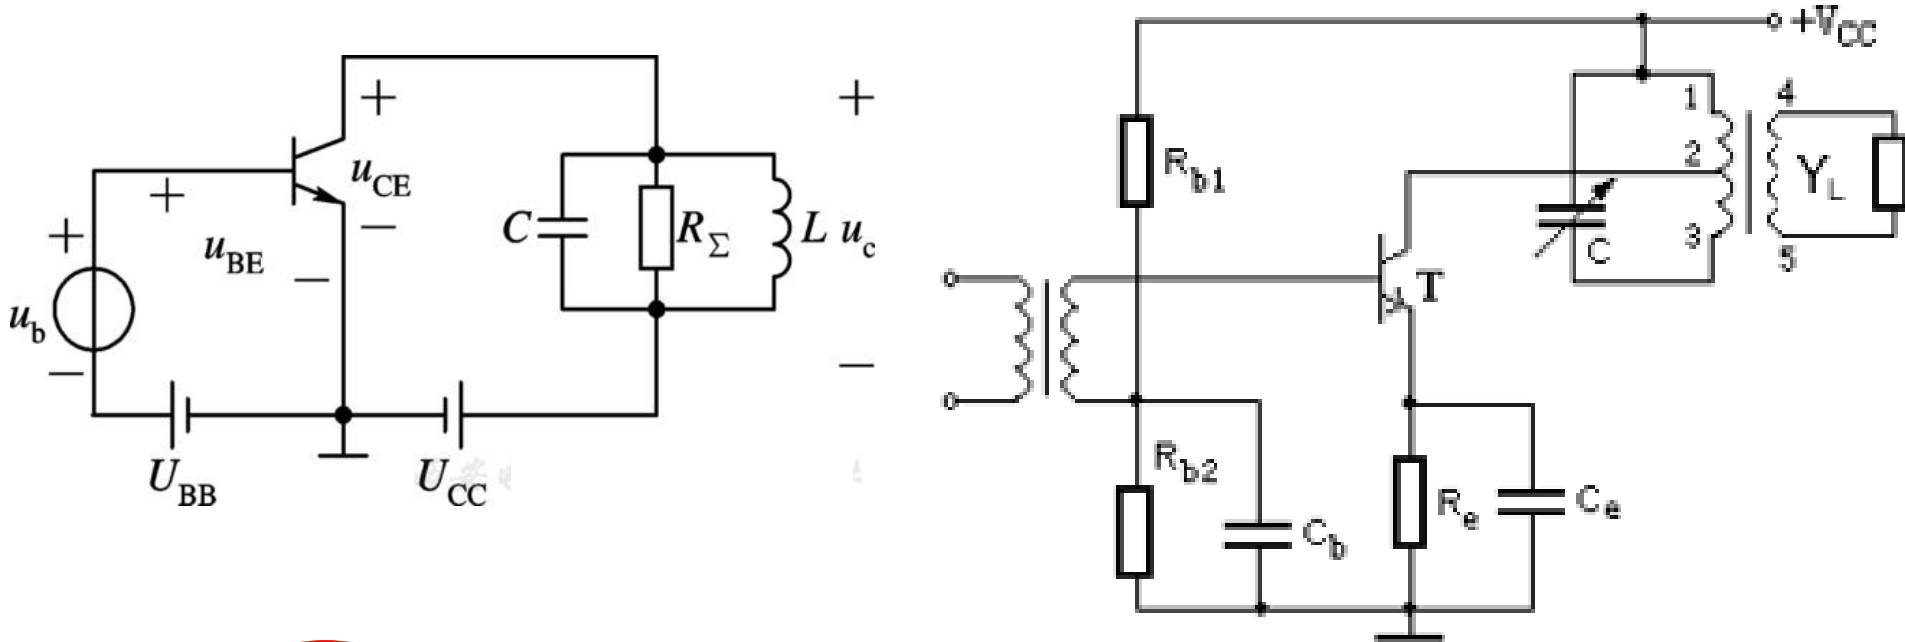 +
+
u_CE
−
+
u_BE
−
+
u_b
−
U_BB
U_CC
C
R_Σ
L
u_c
+
−
+V_CC
R_b1
R_b2
C_b
T
R_e
C_e
C
1
2
3
4
5
Y_L